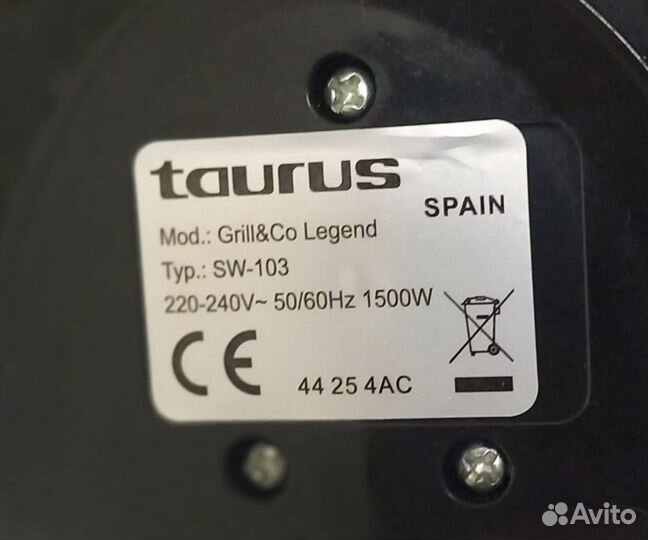 taurus
SPAIN
Mod.: Grill&Co Legend
Typ.: SW-103
220-240V~ 50/60Hz 1500W
CE
44 25 4AC
Avito